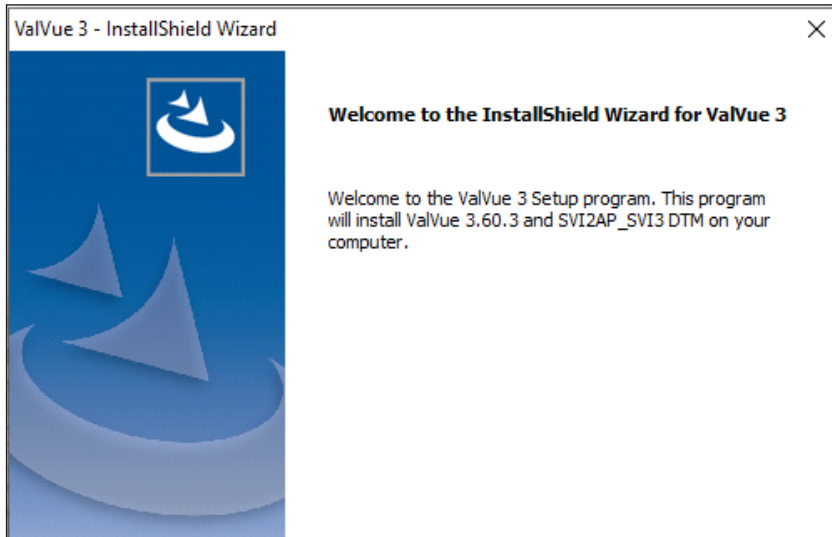 ValVue 3 - InstallShield Wizard
Welcome to the InstallShield Wizard for ValVue 3
Welcome to the ValVue 3 Setup program. This program
will install ValVue 3.60.3 and SVI2AP_SVI3 DTM on your
computer.